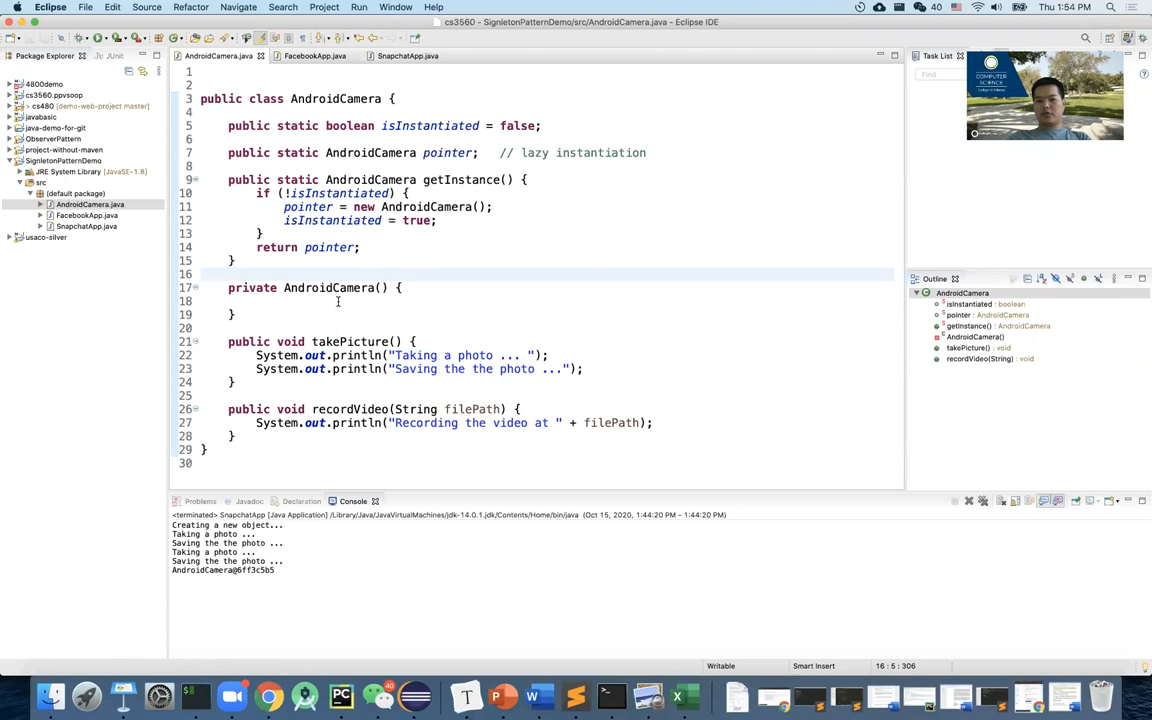 Eclipse File Edit Source Refactor Navigate Search Project Run Window Help 40 Thu 1:54 PM
cs3560 - SignletonPatternDemo/src/AndroidCamera.java - Eclipse IDE
Package Explorer JUnit
4800demo
cs3560.ppvsoop
cs480 [demo-web-project master]
javabasic
java-demo-for-git
ObserverPattern
project-without-maven
SignletonPatternDemo
JRE System Library [JavaSE-1.8]
src
(default package)
AndroidCamera.java
FacebookApp.java
SnapchatApp.java
usaco-silver
AndroidCamera.java FacebookApp.java SnapchatApp.java
1
2
3 public class AndroidCamera {
4
5 public static boolean isInstantiated = false;
6
7 public static AndroidCamera pointer; // lazy instantiation
8
9 public static AndroidCamera getInstance() {
10 if (!isInstantiated) {
11 pointer = new AndroidCamera();
12 isInstantiated = true;
13 }
14 return pointer;
15 }
16
17 private AndroidCamera() {
18
19 }
20
21 public void takePicture() {
22 System.out.println("Taking a photo ... ");
23 System.out.println("Saving the the photo ...");
24 }
25
26 public void recordVideo(String filePath) {
27 System.out.println("Recording the video at " + filePath);
28 }
29 }
30
Task List
Find
COMPUTER
SCIENCE
Outline
AndroidCamera
isInstantiated : boolean
pointer : AndroidCamera
getInstance() : AndroidCamera
AndroidCamera()
takePicture() : void
recordVideo(String) : void
Problems Javadoc Declaration Console
<terminated> SnapchatApp [Java Application] /Library/Java/JavaVirtualMachines/jdk-14.0.1.jdk/Contents/Home/bin/java (Oct 15, 2020, 1:44:20 PM – 1:44:20 PM)
Creating a new object...
Taking a photo ...
Saving the the photo ...
Taking a photo ...
Saving the the photo ...
AndroidCamera@6ff3c5b5
Writable Smart Insert 16 : 5 : 306